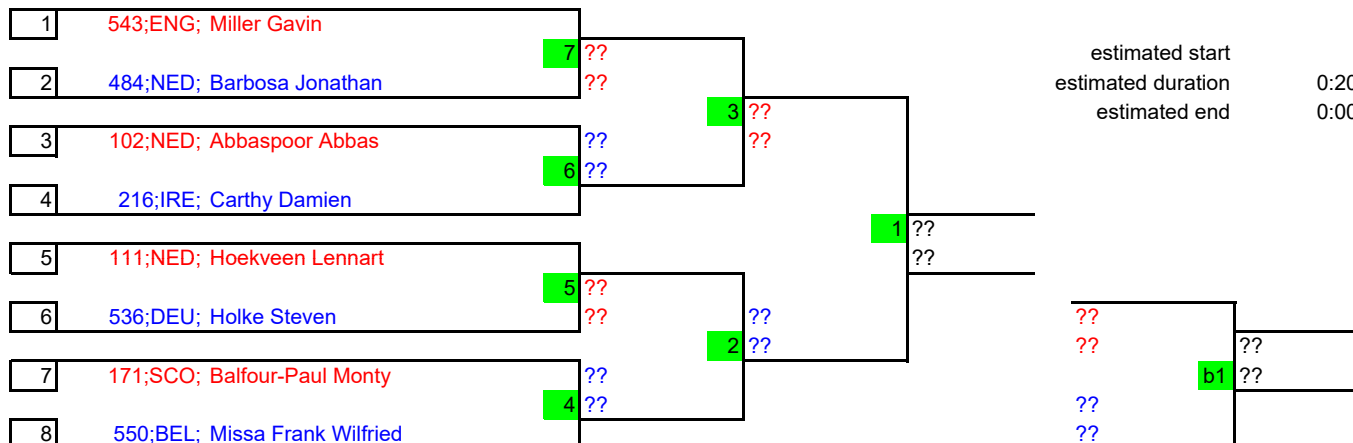 1 543;ENG; Miller Gavin
7 ??
estimated start
2 484;NED; Barbosa Jonathan
??
estimated duration 0:20
3 ??
estimated end 0:00
3 102;NED; Abbaspoor Abbas
??
??
6 ??
4 216;IRE; Carthy Damien
1 ??
5 111;NED; Hoekveen Lennart
??
5 ??
6 536;DEU; Holke Steven
??
??
??
2 ??
??
??
7 171;SCO; Balfour-Paul Monty
??
b1 ??
4 ??
??
8 550;BEL; Missa Frank Wilfried
??